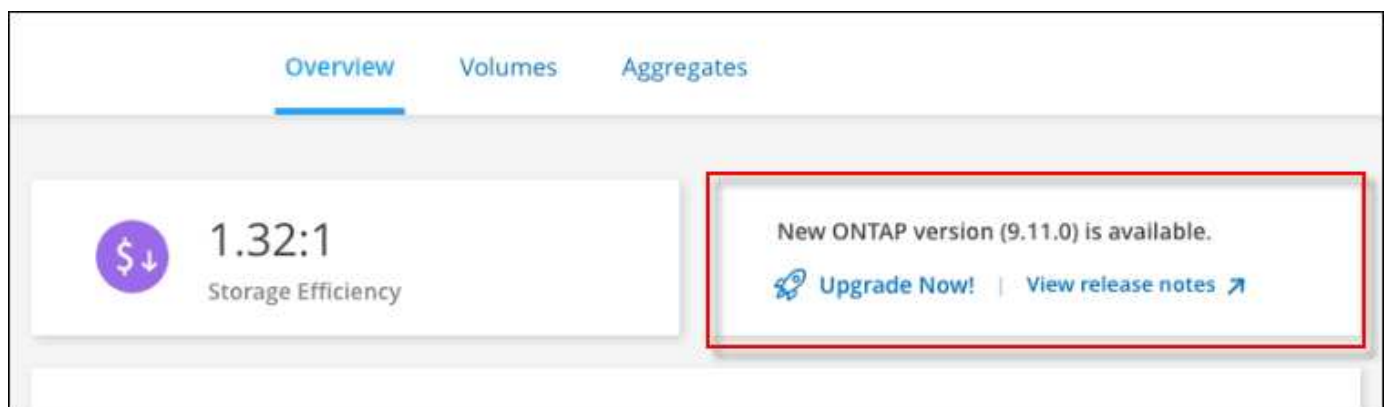 Overview Volumes Aggregates
1.32:1
Storage Efficiency
New ONTAP version (9.11.0) is available.
Upgrade Now! | View release notes